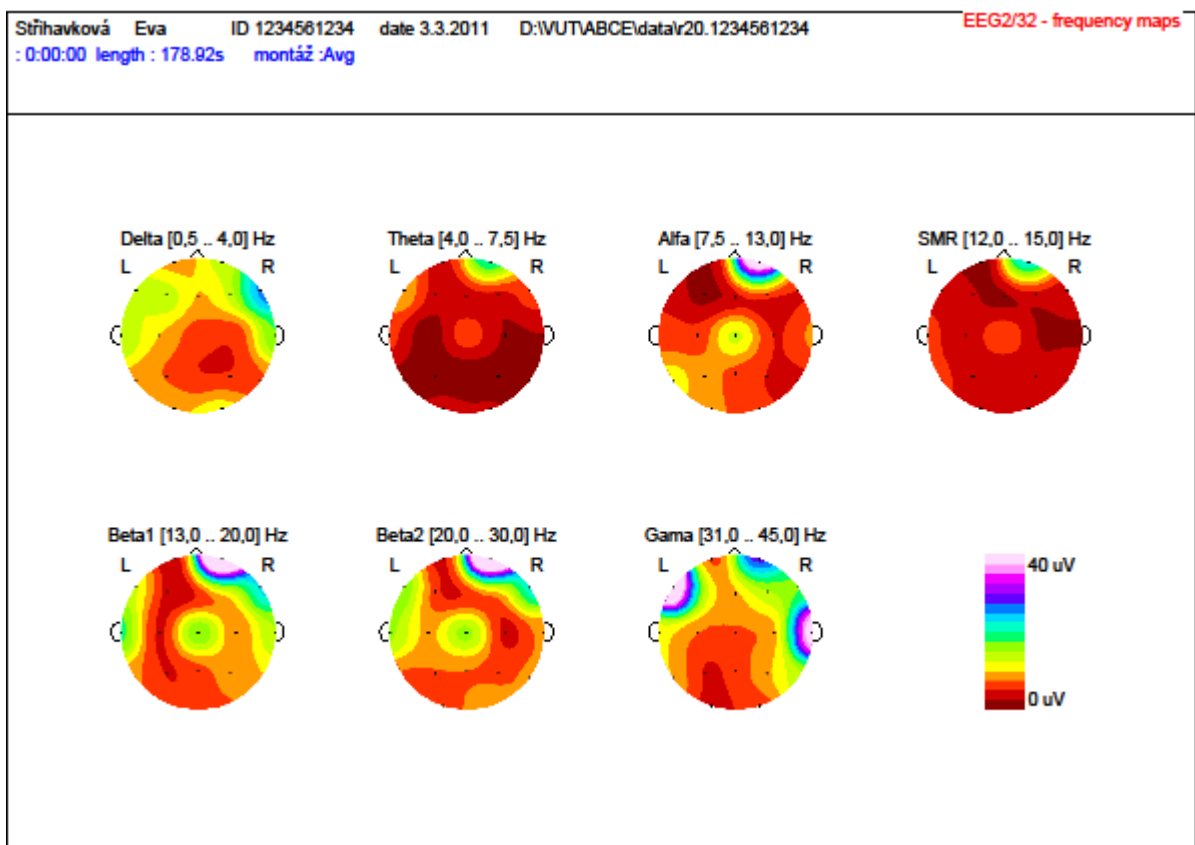 Střihavková Eva ID 1234561234 date 3.3.2011 D:\VUT\ABCE\data\r20.1234561234 EEG2/32 - frequency maps
: 0:00:00 length : 178.92s montáž :Avg
Delta [0,5 .. 4,0] Hz Theta [4,0 .. 7,5] Hz Alfa [7,5 .. 13,0] Hz SMR [12,0 .. 15,0] Hz
L R L R L R L R
Beta1 [13,0 .. 20,0] Hz Beta2 [20,0 .. 30,0] Hz Gama [31,0 .. 45,0] Hz
L R L R L R
40 uV
0 uV